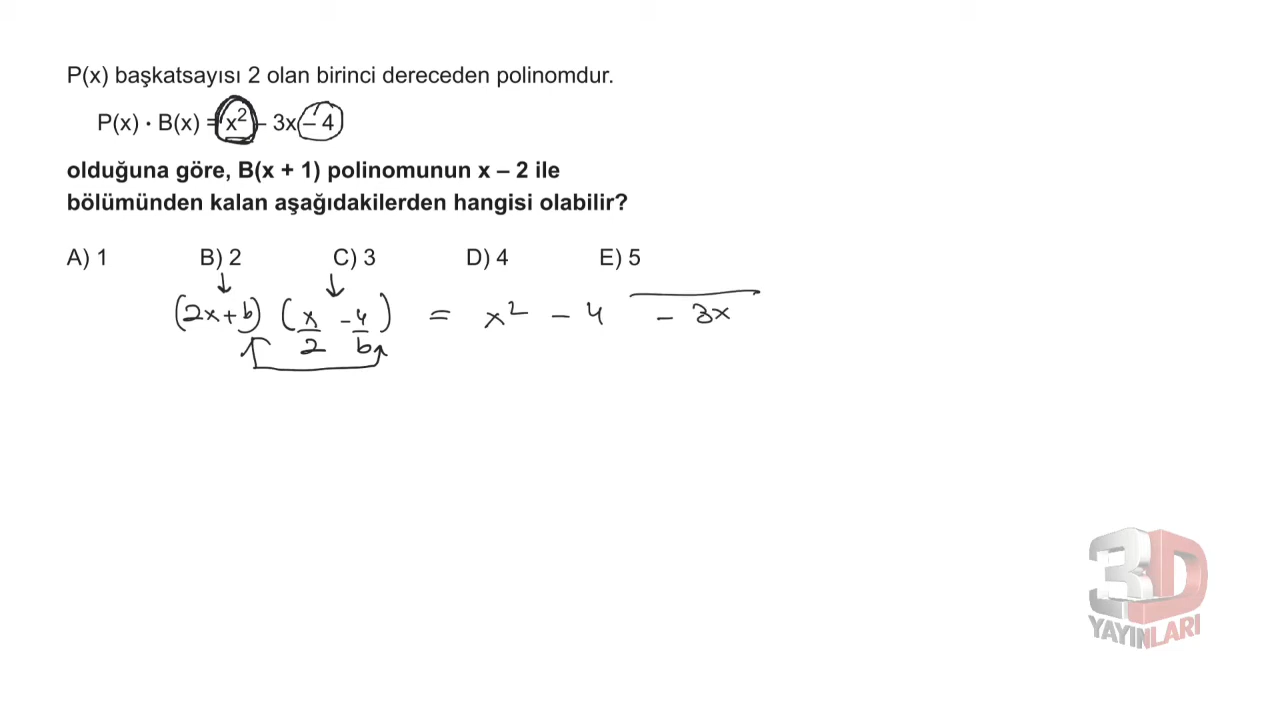 P(x) başkatsayısı 2 olan birinci dereceden polinomdur.
P(x) · B(x) = x² – 3x – 4
olduğuna göre, B(x + 1) polinomunun x – 2 ile
bölümünden kalan aşağıdakilerden hangisi olabilir?
A) 1 B) 2 C) 3 D) 4 E) 5
(2x+b) (x/2 - 4/b) = x² - 4 - 3x
3D
YAYINLARI